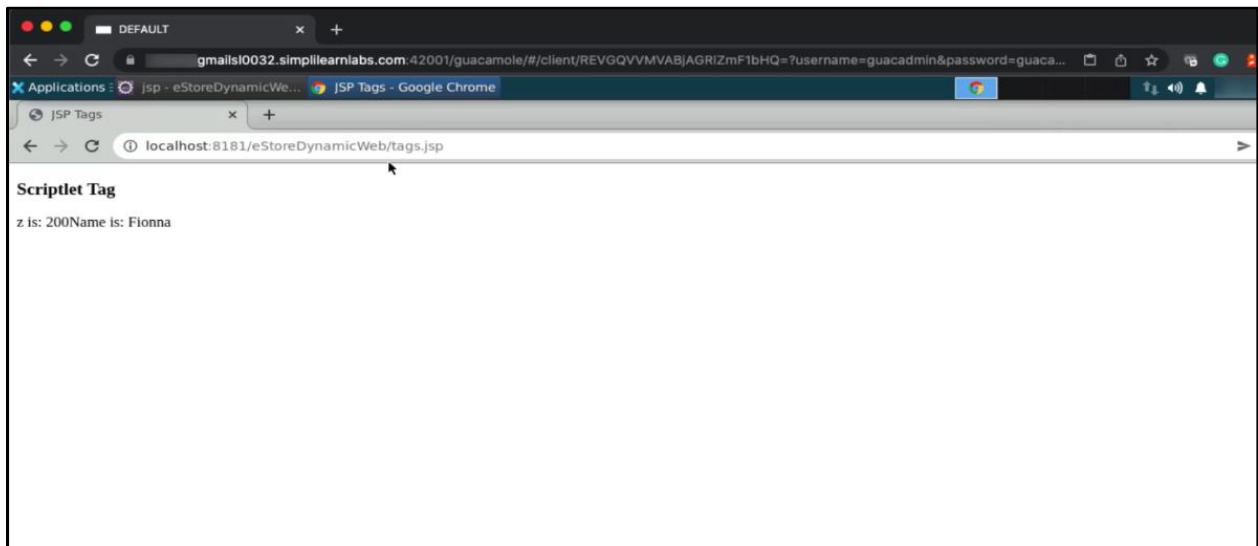 DEFAULT
gmailsl0032.simplilearnlabs.com:42001/guacamole/#/client/REVGQVVMVABjAGRlZmF1bHQ=?username=guacadmin&password=guaca...
Applications
jsp - eStoreDynamicWe...
JSP Tags - Google Chrome
JSP Tags
localhost:8181/eStoreDynamicWeb/tags.jsp
Scriptlet Tag
z is: 200Name is: Fionna